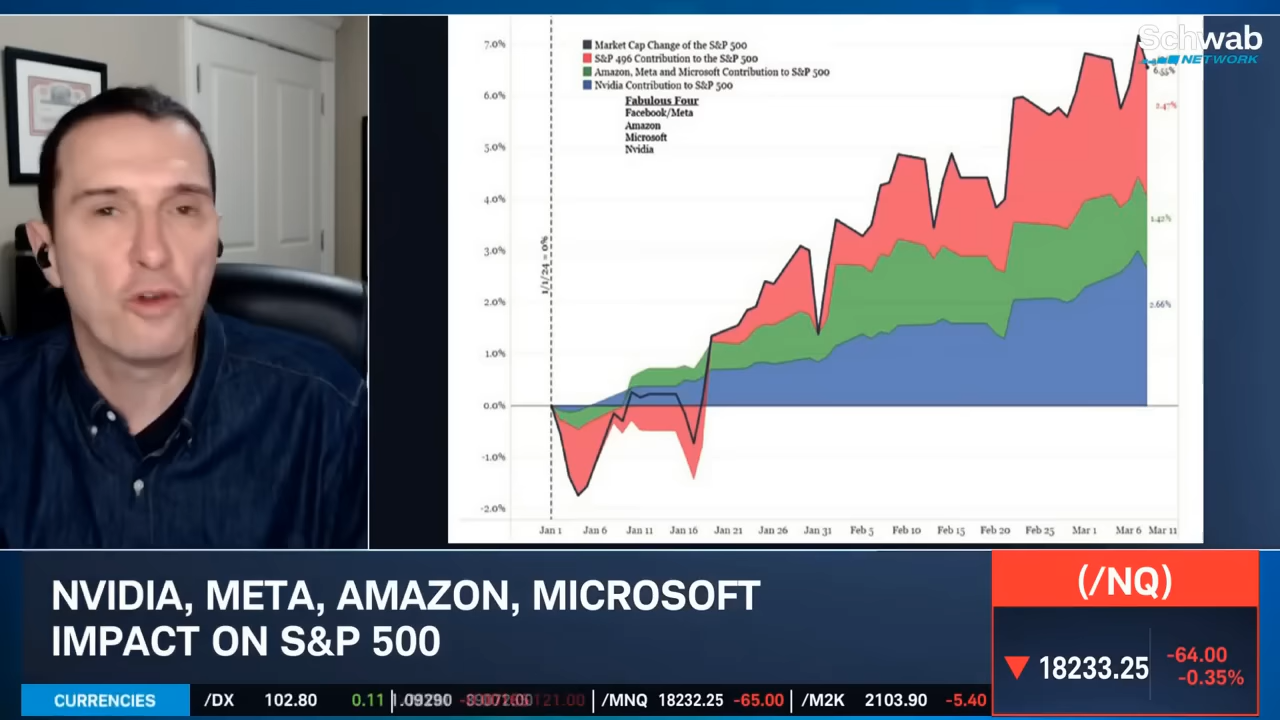 Schwab
NETWORK
Market Cap Change of the S&P 500
S&P 496 Contribution to the S&P 500
Amazon, Meta and Microsoft Contribution to S&P 500
Nvidia Contribution to S&P 500
Fabulous Four
Facebook/Meta
Amazon
Microsoft
Nvidia
7.0%
6.0%
5.0%
4.0%
3.0%
2.0%
1.0%
0.0%
-1.0%
-2.0%
1/1/24 = 0%
6.55%
2.47%
1.42%
2.66%
Jan 1 Jan 6 Jan 11 Jan 16 Jan 21 Jan 26 Jan 31 Feb 5 Feb 10 Feb 15 Feb 20 Feb 25 Mar 1 Mar 6 Mar 11
NVIDIA, META, AMAZON, MICROSOFT
IMPACT ON S&P 500
(/NQ)
18233.25
-64.00
-0.35%
CURRENCIES /DX 102.80 0.11 /MNQ 18232.25 -65.00 /M2K 2103.90 -5.40